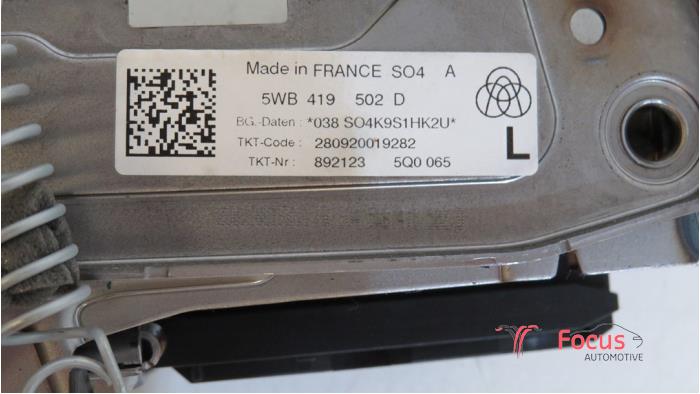 Made in FRANCE SO4 A
5WB 419 502 D
BG.-Daten : *038 SO4K9S1HK2U*
TKT-Code : 280920019282
TKT-Nr : 892123 5Q0 065
L
Focus
AUTOMOTIVE